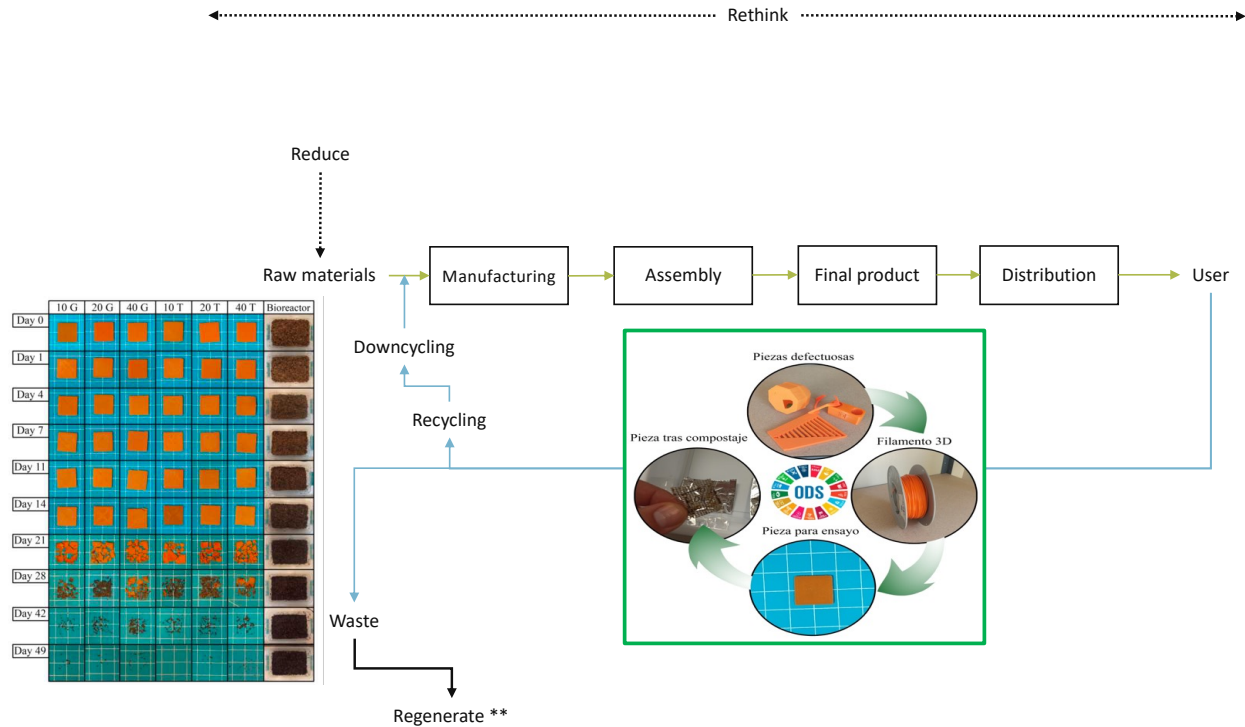 Rethink
Reduce
Raw materials
Manufacturing
Assembly
Final product
Distribution
User
10 G 20 G 40 G 10 T 20 T 40 T Bioreactor
Day 0
Day 1
Day 4
Day 7
Day 11
Day 14
Day 21
Day 28
Day 42
Day 49
Downcycling
Recycling
Waste
Regenerate **
Piezas defectuosas
Pieza tras compostaje
Filamento 3D
ODS
Pieza para ensayo